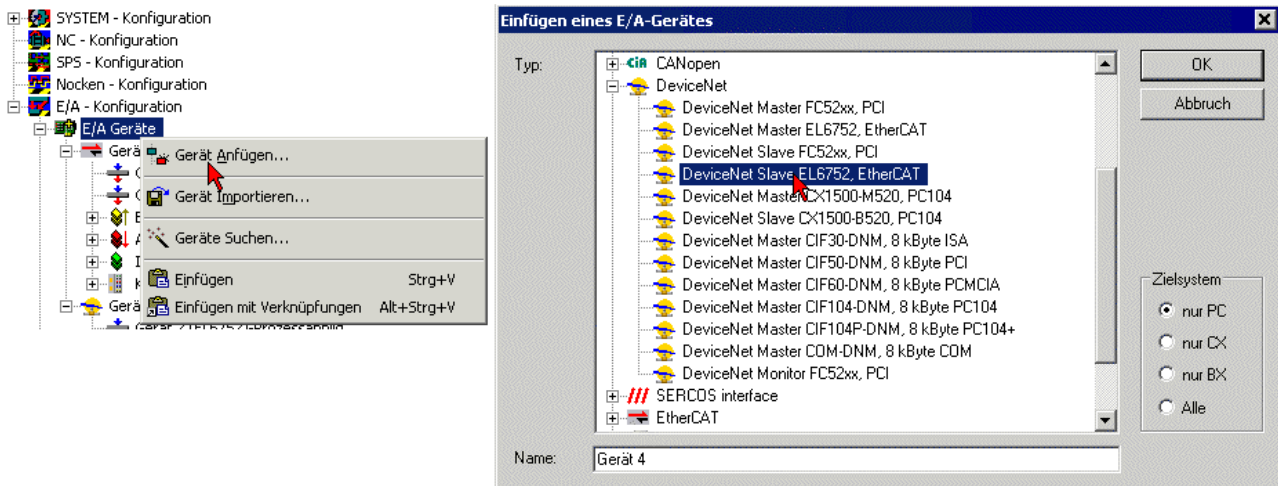 SYSTEM - Konfiguration
NC - Konfiguration
SPS - Konfiguration
Nocken - Konfiguration
E/A - Konfiguration
E/A Geräte
Gerä
Gerät Anfügen...
Gerät Importieren...
Geräte Suchen...
Einfügen Strg+V
Einfügen mit Verknüpfungen Alt+Strg+V
Gerä
Einfügen eines E/A-Gerätes
Typ:
CiA CANopen
DeviceNet
DeviceNet Master FC52xx, PCI
DeviceNet Master EL6752, EtherCAT
DeviceNet Slave FC52xx, PCI
DeviceNet Slave EL6752, EtherCAT
DeviceNet Master CX1500-M520, PC104
DeviceNet Slave CX1500-B520, PC104
DeviceNet Master CIF30-DNM, 8 kByte ISA
DeviceNet Master CIF50-DNM, 8 kByte PCI
DeviceNet Master CIF60-DNM, 8 kByte PCMCIA
DeviceNet Master CIF104-DNM, 8 kByte PC104
DeviceNet Master CIF104P-DNM, 8 kByte PC104+
DeviceNet Master COM-DNM, 8 kByte COM
DeviceNet Monitor FC52xx, PCI
SERCOS interface
EtherCAT
OK
Abbruch
Zielsystem
nur PC
nur CX
nur BX
Alle
Name:
Gerät 4